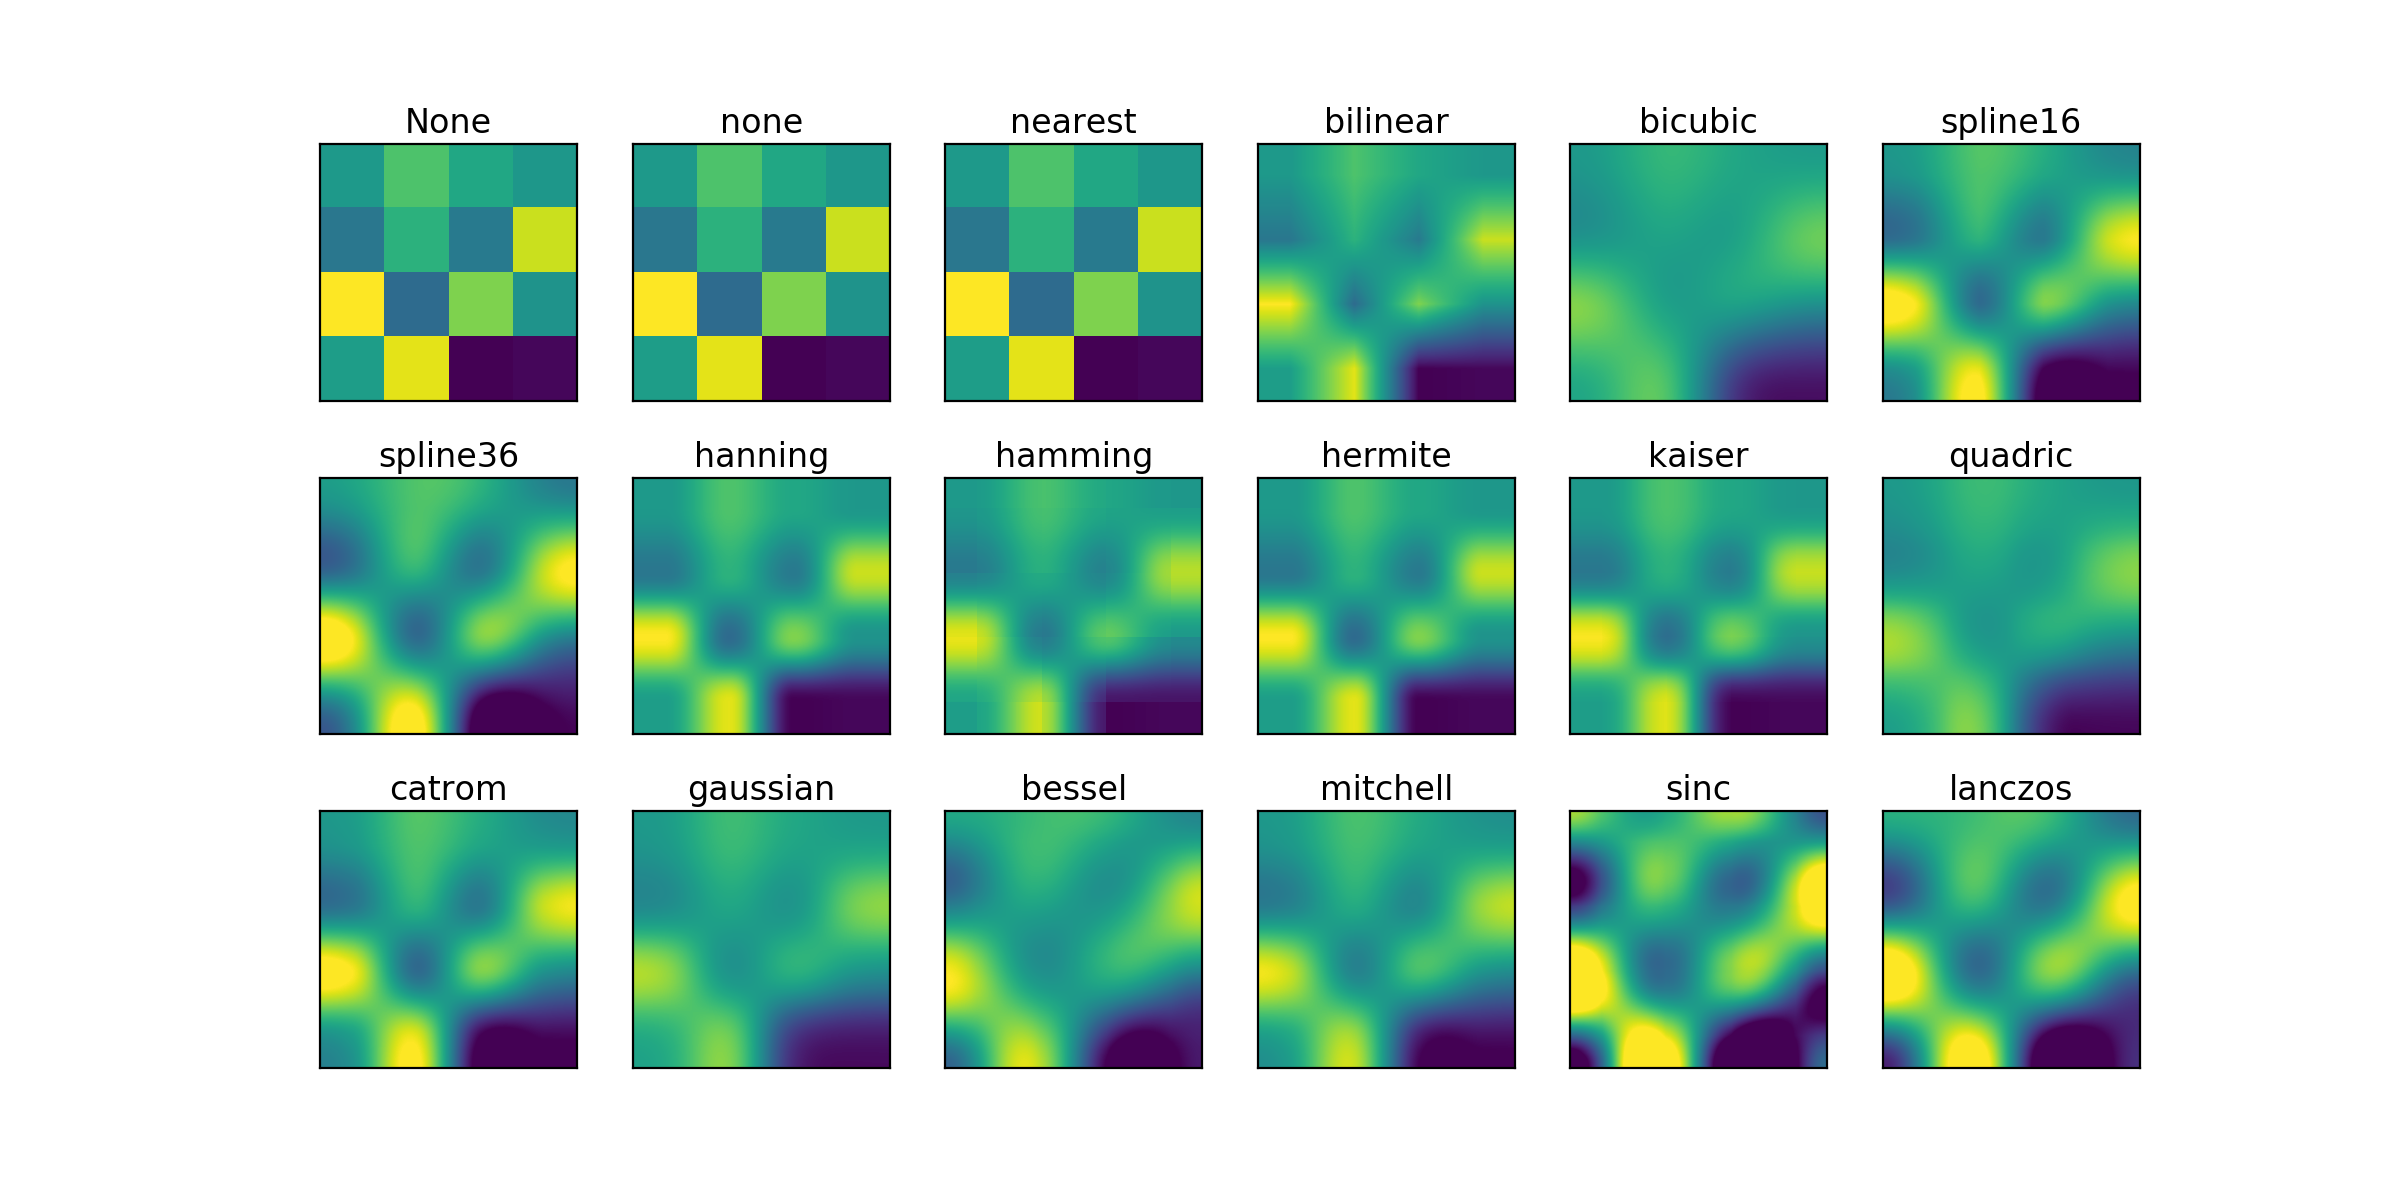 None none nearest bilinear bicubic spline16
spline36 hanning hamming hermite kaiser quadric
catrom gaussian bessel mitchell sinc lanczos